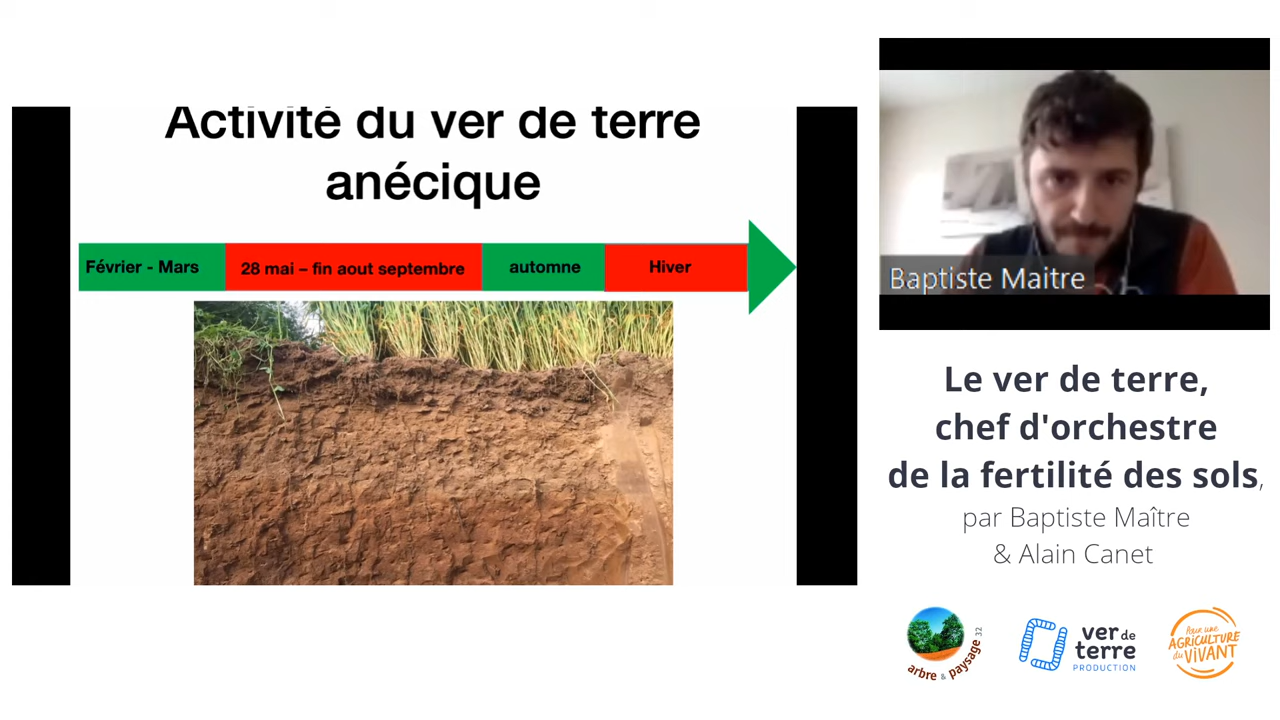 Activité du ver de terre
anécique
Février - Mars
28 mai – fin aout septembre
automne
Hiver
Baptiste Maitre
Le ver de terre,
chef d'orchestre
de la fertilité des sols,
par Baptiste Maître
& Alain Canet
arbre & paysage 32
ver de
terre
PRODUCTION
Pour une
AGRICULTURE
du ViVANT